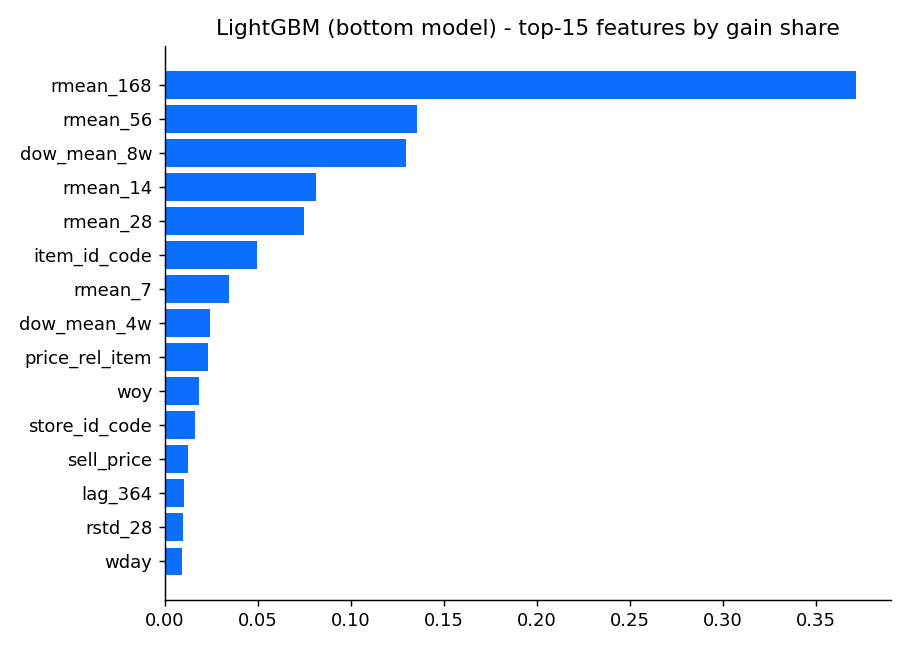 LightGBM (bottom model) - top-15 features by gain share
rmean_168
rmean_56
dow_mean_8w
rmean_14
rmean_28
item_id_code
rmean_7
dow_mean_4w
price_rel_item
woy
store_id_code
sell_price
lag_364
rstd_28
wday
0.00 0.05 0.10 0.15 0.20 0.25 0.30 0.35